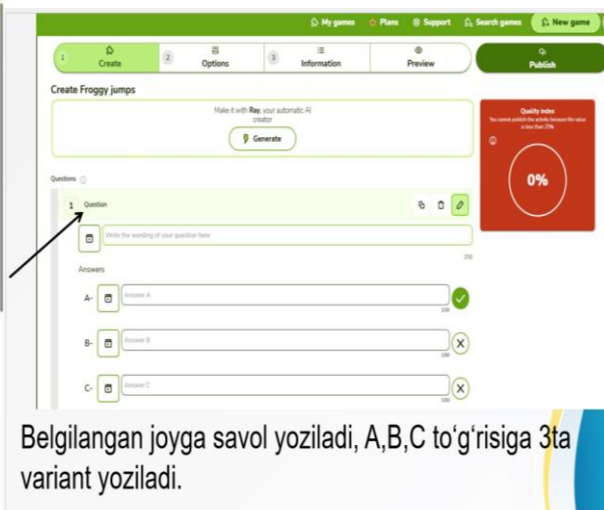 My games Plans Support Search games New game
1 Create 2 Options 3 Information Preview Publish
Create Froggy jumps
Make it with Ray, your automatic AI
creator
Generate
Quality index
You cannot publish the activity because the value
is less than 25%
0%
Questions
1 Question
Write the wording of your question here
250
Answers
A- Answer A
100
B- Answer B
100
C- Answer C
100
Belgilangan joyga savol yoziladi, A,B,C to‘g‘risiga 3ta
variant yoziladi.